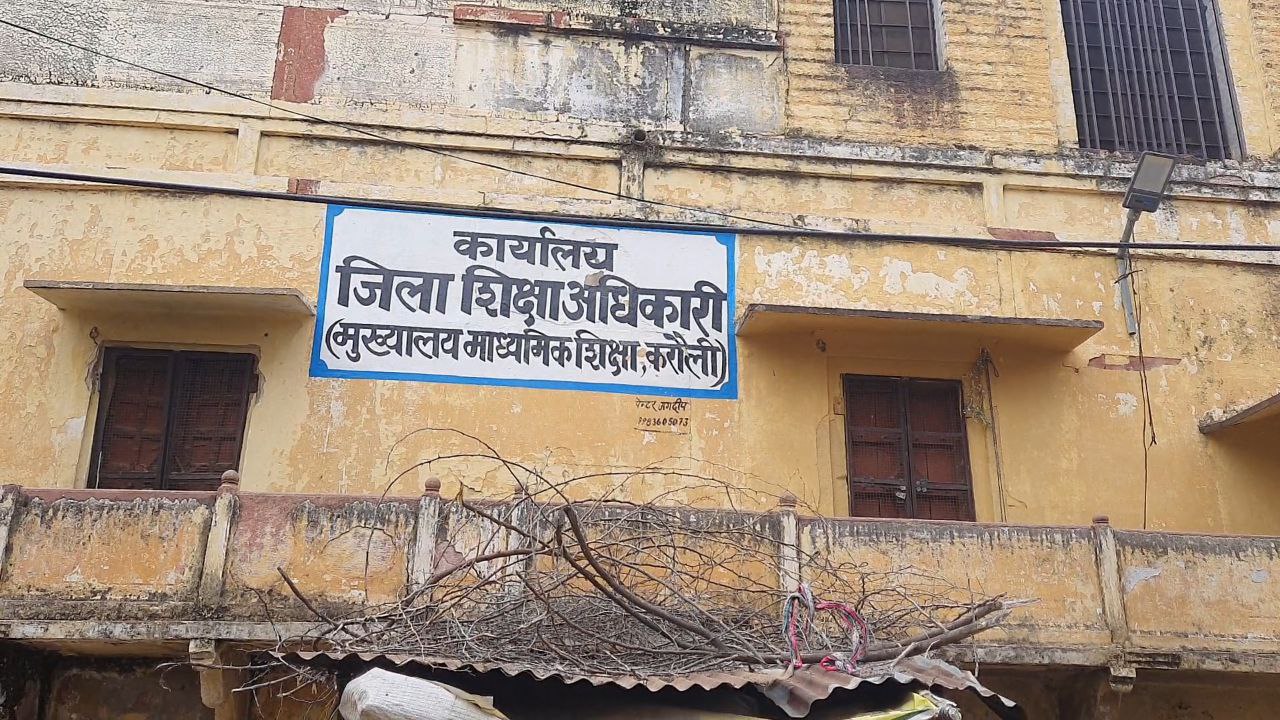 कार्यालय
जिला शिक्षा अधिकारी
(मुख्यालय माध्यमिक शिक्षा, करौली)
पेन्टर जगदीप